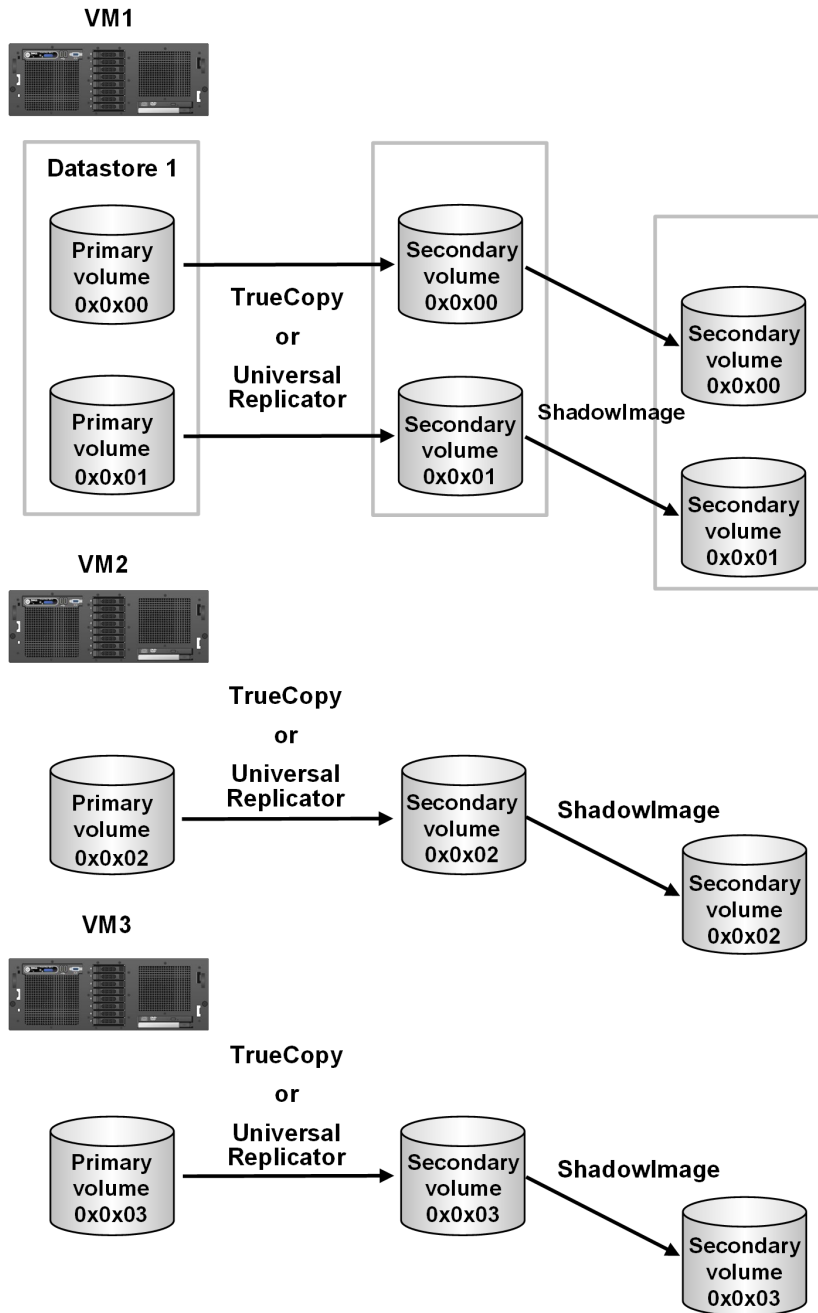 VM1
Datastore 1
Primary
volume
0x0x00
TrueCopy
or
Universal
Replicator
Secondary
volume
0x0x00
Secondary
volume
0x0x00
Primary
volume
0x0x01
Secondary
volume
0x0x01
ShadowImage
Secondary
volume
0x0x01
VM2
TrueCopy
or
Universal
Replicator
Primary
volume
0x0x02
Secondary
volume
0x0x02
ShadowImage
Secondary
volume
0x0x02
VM3
TrueCopy
or
Universal
Replicator
Primary
volume
0x0x03
Secondary
volume
0x0x03
ShadowImage
Secondary
volume
0x0x03